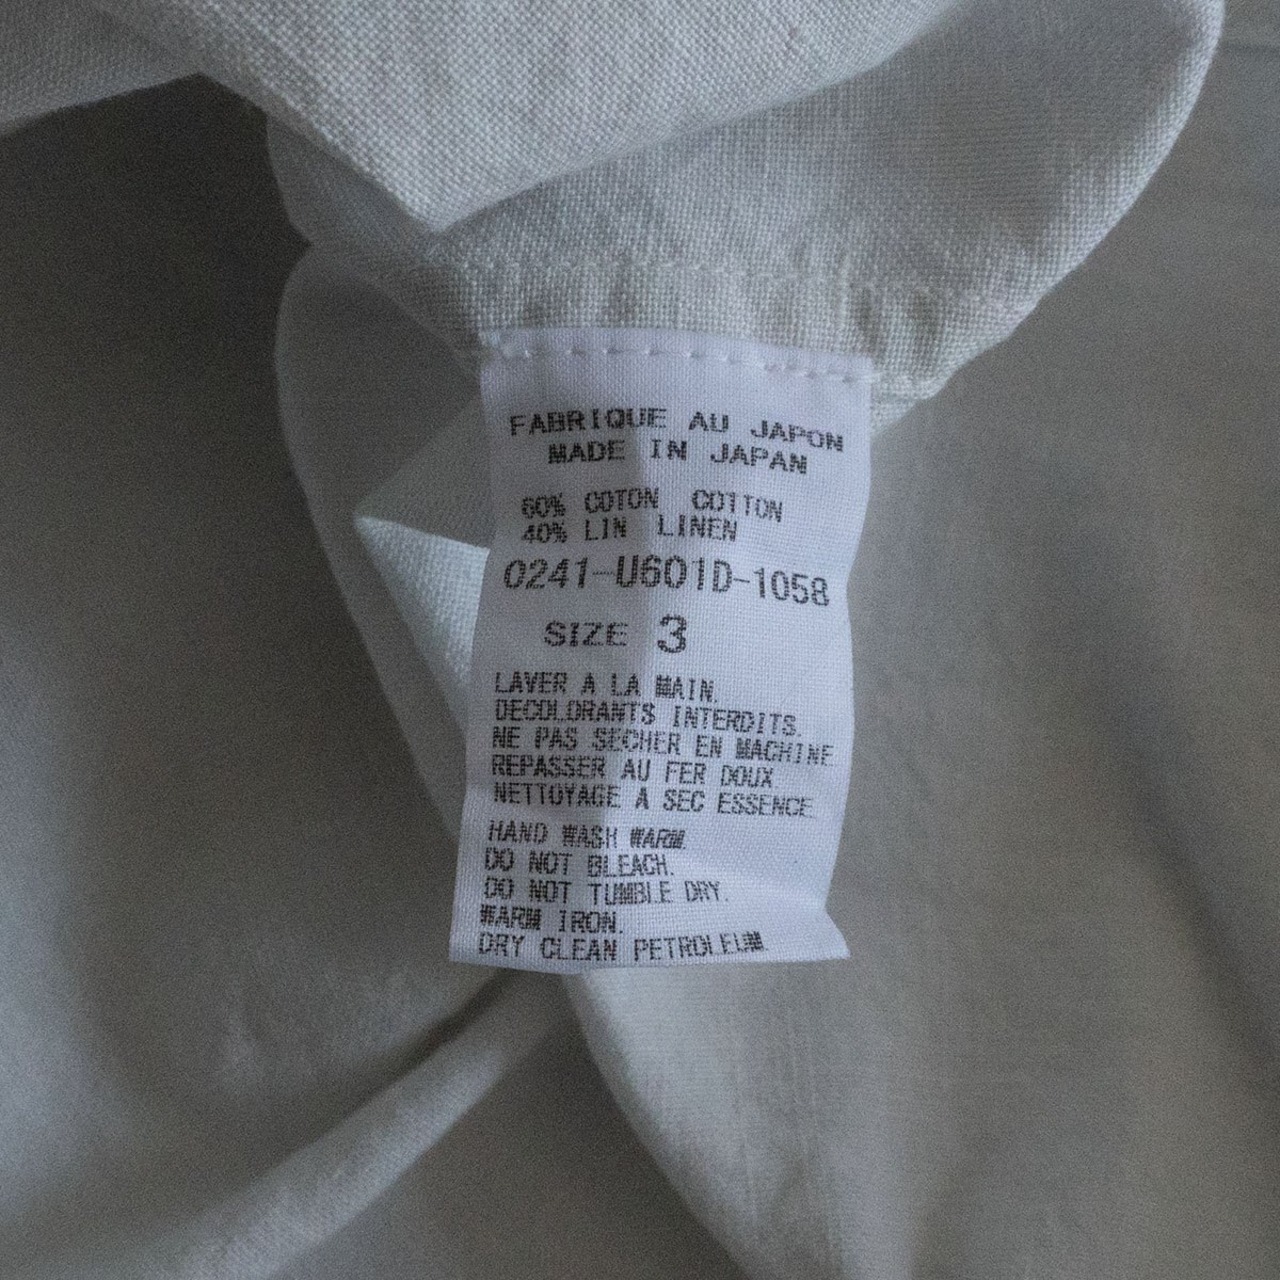 FABRIQUE AU JAPON
MADE IN JAPAN
60% COTON COTTON
40% LIN LINEN
0241-U601D-1058
SIZE 3
LAVER A LA MAIN.
DECOLORANTS INTERDITS.
NE PAS SECHER EN MACHINE
REPASSER AU FER DOUX
NETTOYAGE A SEC ESSENCE.
HAND WASH WARM.
DO NOT BLEACH.
DO NOT TUMBLE DRY.
WARM IRON.
DRY CLEAN PETROLEUM.